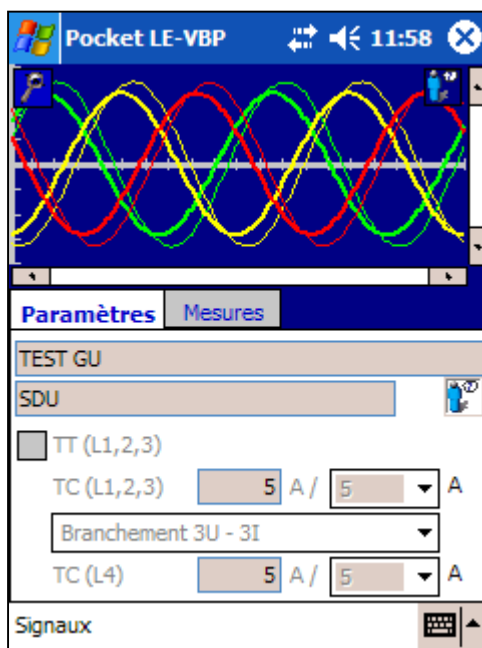 Pocket LE-VBP 11:58
Paramètres Mesures
TEST GU
SDU
TT (L1,2,3)
TC (L1,2,3) 5 A / 5 A
Branchement 3U - 3I
TC (L4) 5 A / 5 A
Signaux